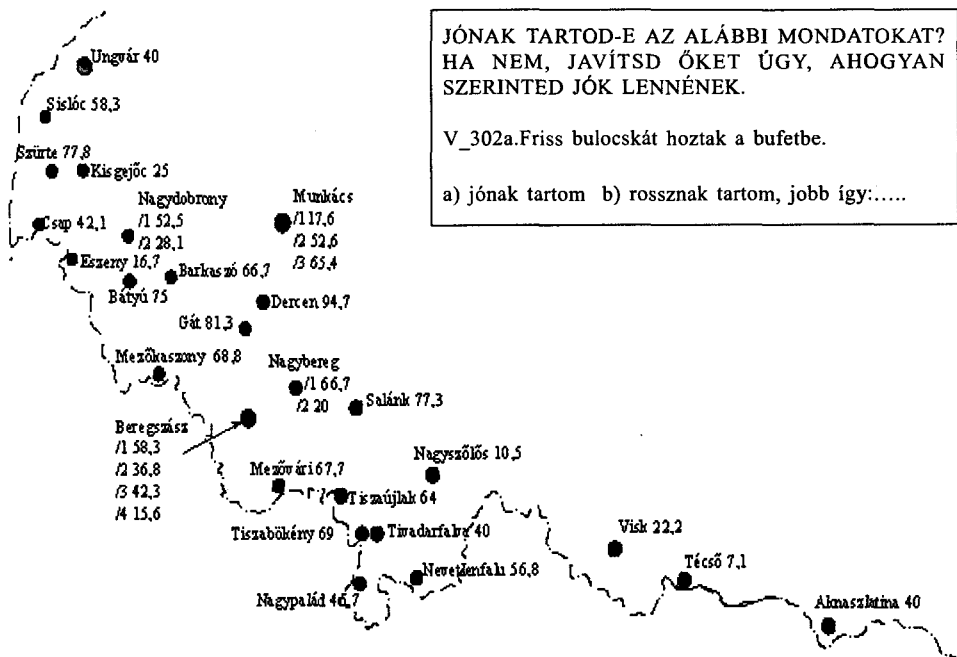 JÓNAK TARTOD-E AZ ALÁBBI MONDATOKAT?
HA NEM, JAVÍTSD ŐKET ÚGY, AHOGYAN
SZERINTED JÓK LENNÉNEK.
V_302a.Friss bulocskát hoztak a bufetbe.
a) jónak tartom b) rossznak tartom, jobb így:.....
Ungvár 40
Sislóc 58,3
Szürte 77,8
Kisgejőc 25
Nagydobrony
/1 52,5
/2 28,1
Munkács
/1 17,6
/2 52,6
/3 65,4
Csap 42,1
Eszeny 16,7
Barkaszó 66,7
Bátyú 75
Dercen 94,7
Gát 81,3
Mezőkaszony 68,8
Nagybereg
/1 66,7
/2 20
Salánk 77,3
Beregszász
/1 58,3
/2 36,8
/3 42,3
/4 15,6
Mezővári 67,7
Nagyszőlős 10,5
Tiszaújlak 64
Tiszabökény 69
Tivadarfalva 40
Visk 22,2
Técső 7,1
Nevetlenfalu 56,8
Nagypalád 46,7
Aknaszlatina 40